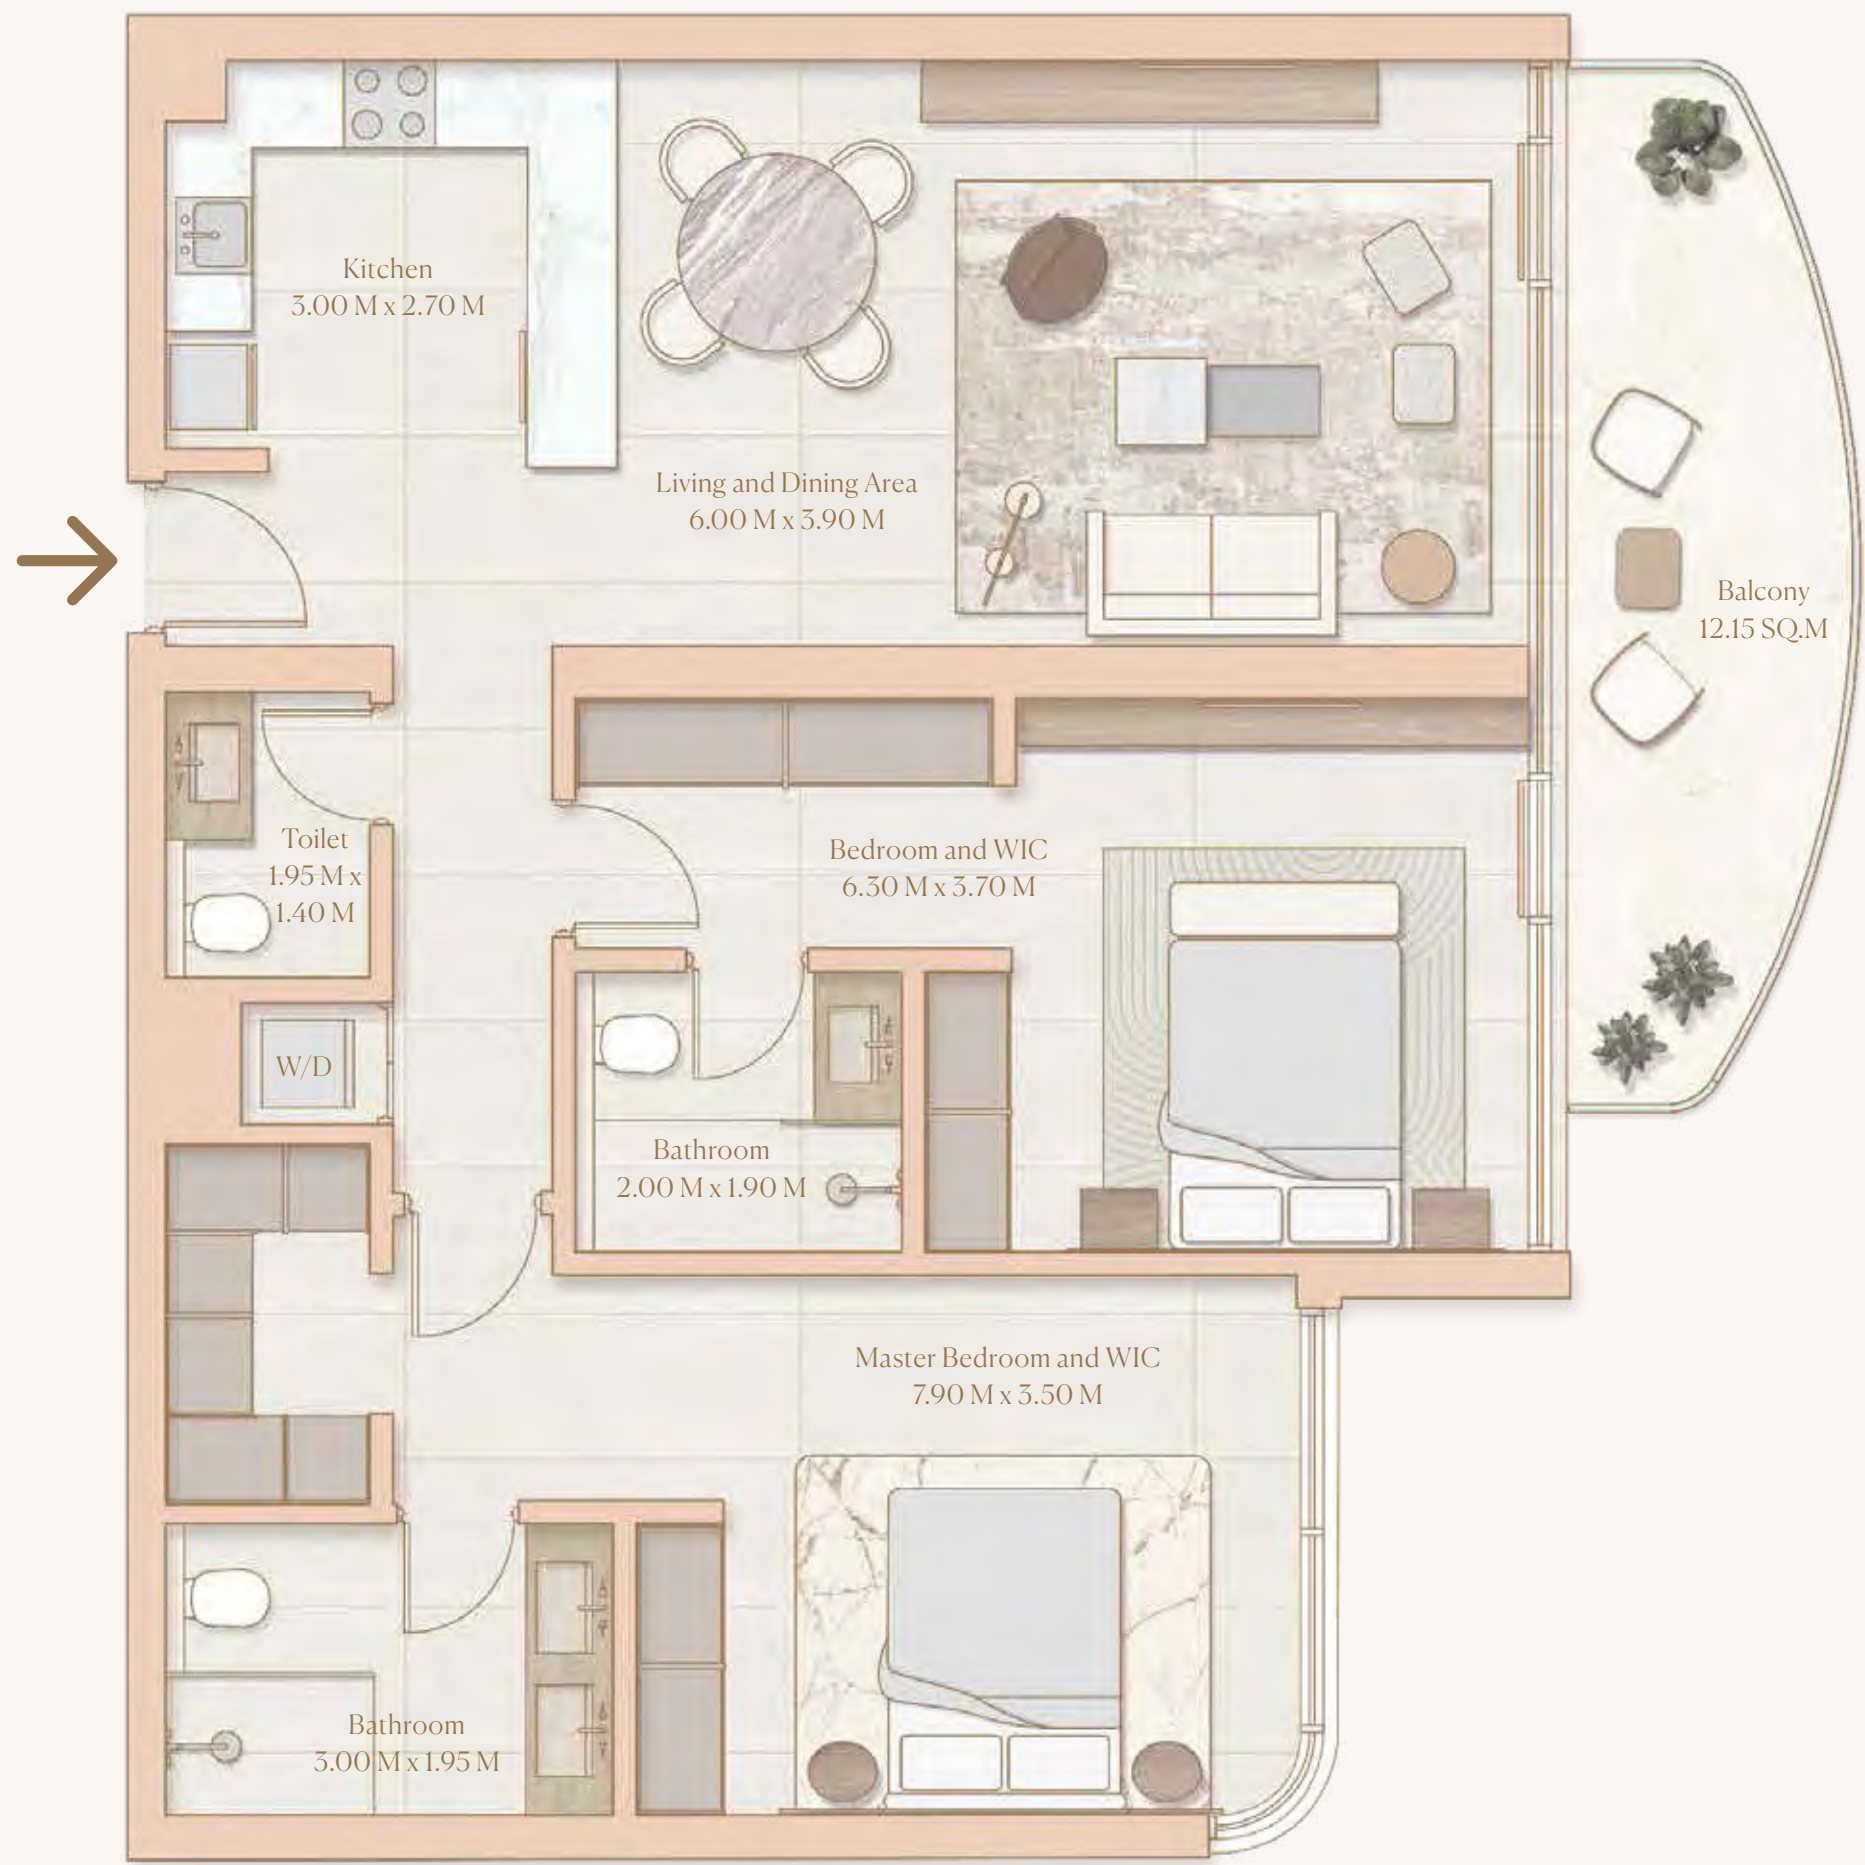 Kitchen
3.00 M x 2.70 M
Living and Dining Area
6.00 M x 3.90 M
Balcony
12.15 SQ.M
Toilet
1.95 M x
1.40 M
Bedroom and WIC
6.30 M x 3.70 M
W/D
Bathroom
2.00 M x 1.90 M
Master Bedroom and WIC
7.90 M x 3.50 M
Bathroom
3.00 M x 1.95 M